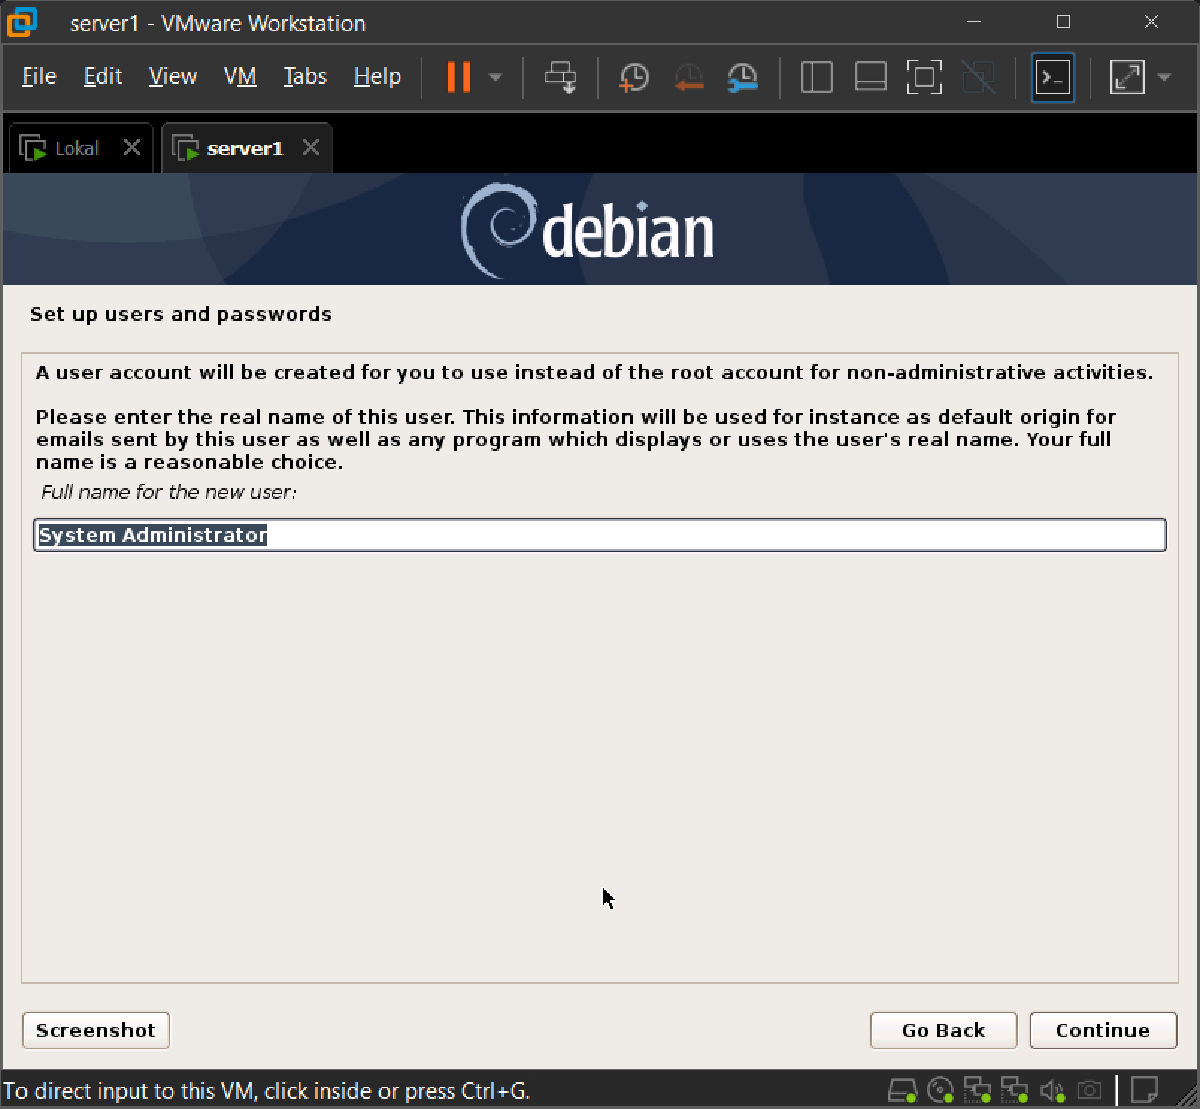 server1 - VMware Workstation
File Edit View VM Tabs Help
Lokal server1
debian
Set up users and passwords
A user account will be created for you to use instead of the root account for non-administrative activities.
Please enter the real name of this user. This information will be used for instance as default origin for
emails sent by this user as well as any program which displays or uses the user's real name. Your full
name is a reasonable choice.
Full name for the new user:
System Administrator
Screenshot Go Back Continue
To direct input to this VM, click inside or press Ctrl+G.